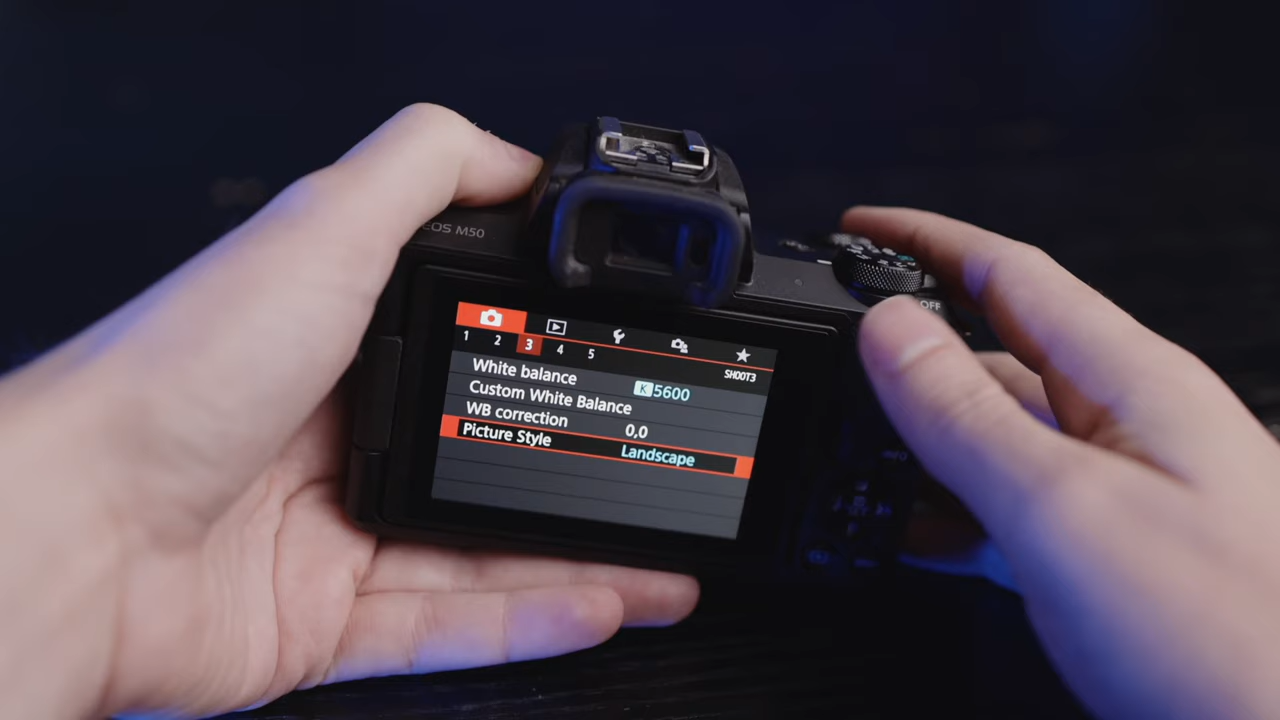 EOS M50
OFF
1 2 3 4 5
SHOOT3
White balance K 5600
Custom White Balance
WB correction 0,0
Picture Style Landscape
INFO